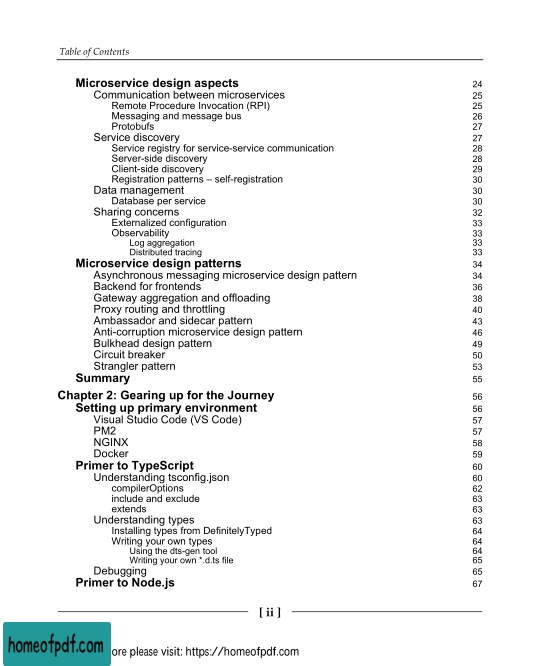 Table of Contents
Microservice design aspects 24
Communication between microservices 25
Remote Procedure Invocation (RPI) 25
Messaging and message bus 26
Protobufs 27
Service discovery 27
Service registry for service-service communication 28
Server-side discovery 28
Client-side discovery 29
Registration patterns – self-registration 30
Data management 30
Database per service 30
Sharing concerns 32
Externalized configuration 33
Observability 33
Log aggregation 33
Distributed tracing 33
Microservice design patterns 34
Asynchronous messaging microservice design pattern 34
Backend for frontends 36
Gateway aggregation and offloading 38
Proxy routing and throttling 40
Ambassador and sidecar pattern 43
Anti-corruption microservice design pattern 46
Bulkhead design pattern 49
Circuit breaker 50
Strangler pattern 53
Summary 55
Chapter 2: Gearing up for the Journey 56
Setting up primary environment 56
Visual Studio Code (VS Code) 57
PM2 57
NGINX 58
Docker 59
Primer to TypeScript 60
Understanding tsconfig.json 60
compilerOptions 62
include and exclude 63
extends 63
Understanding types 63
Installing types from DefinitelyTyped 64
Writing your own types 64
Using the dts-gen tool 64
Writing your own *.d.ts file 65
Debugging 65
Primer to Node.js 67
[ ii ]
homeofpdf.com ore please visit: https://homeofpdf.com